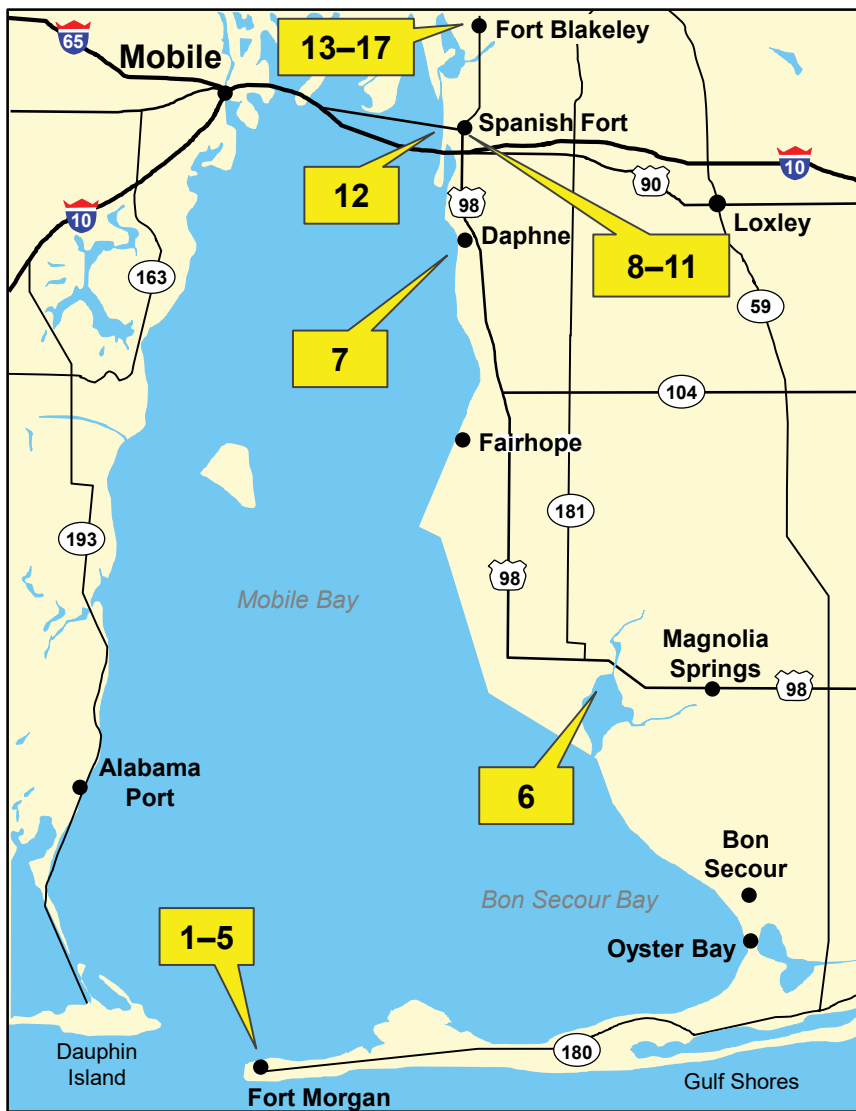 65
Mobile
13–17
Fort Blakeley
Spanish Fort
12
98
90
10
10
Daphne
8–11
Loxley
163
59
7
104
Fairhope
181
193
98
Mobile Bay
Magnolia
Springs
98
Alabama
Port
6
Bon
Secour
Bon Secour Bay
1–5
Oyster Bay
Dauphin
Island
180
Gulf Shores
Fort Morgan